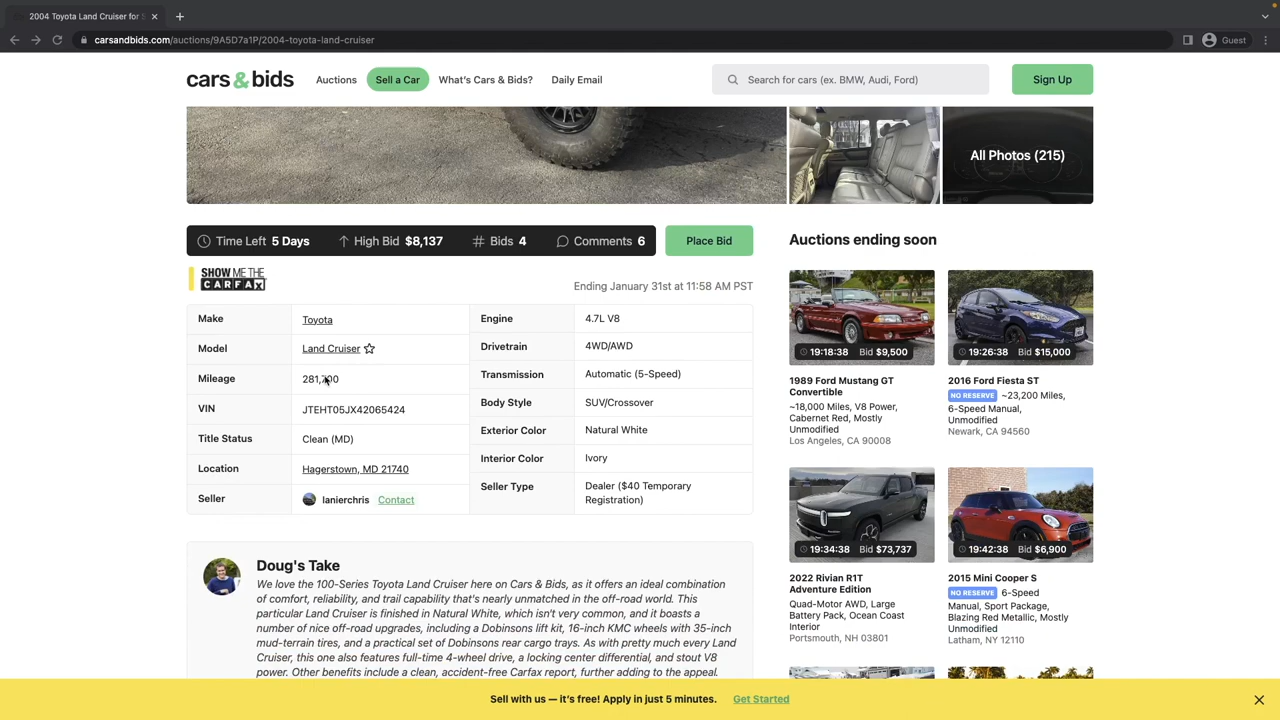 2004 Toyota Land Cruiser for S
carsandbids.com/auctions/9A5D7a1P/2004-toyota-land-cruiser
Guest
cars&bids
Auctions
Sell a Car
What's Cars & Bids?
Daily Email
Search for cars (ex. BMW, Audi, Ford)
Sign Up
All Photos (215)
Time Left 5 Days
High Bid $8,137
# Bids 4
Comments 6
Place Bid
SHOW ME THE
CARFAX
Ending January 31st at 11:58 AM PST
Make
Toyota
Model
Land Cruiser
Mileage
VIN
JTEHT05JX42065424
Title Status
Clean (MD)
Location
Hagerstown, MD 21740
Seller
lanierchris Contact
Engine
4.7L V8
Drivetrain
4WD/AWD
Transmission
Automatic (5-Speed)
Body Style
SUV/Crossover
Exterior Color
Natural White
Interior Color
Ivory
Seller Type
Dealer ($40 Temporary
Registration)
Doug's Take
We love the 100-Series Toyota Land Cruiser here on Cars & Bids, as it offers an ideal combination
of comfort, reliability, and trail capability that's nearly unmatched in the off-road world. This
particular Land Cruiser is finished in Natural White, which isn't very common, and it boasts a
number of nice off-road upgrades, including a Dobinsons lift kit, 16-inch KMC wheels with 35-inch
mud-terrain tires, and a practical set of Dobinsons rear cargo trays. As with pretty much every Land
Cruiser, this one also features full-time 4-wheel drive, a locking center differential, and stout V8
power. Other benefits include a clean, accident-free Carfax report, further adding to the appeal.
Auctions ending soon
19:18:38 Bid $9,500
1989 Ford Mustang GT
Convertible
~18,000 Miles, V8 Power,
Cabernet Red, Mostly
Unmodified
Los Angeles, CA 90008
19:26:38 Bid $15,000
2016 Ford Fiesta ST
NO RESERVE ~23,200 Miles,
6-Speed Manual,
Unmodified
Newark, CA 94560
19:34:38 Bid $73,737
2022 Rivian R1T
Adventure Edition
Quad-Motor AWD, Large
Battery Pack, Ocean Coast
Interior
Portsmouth, NH 03801
19:42:38 Bid $6,900
2015 Mini Cooper S
NO RESERVE 6-Speed
Manual, Sport Package,
Blazing Red Metallic, Mostly
Unmodified
Latham, NY 12110
Sell with us — it's free! Apply in just 5 minutes. Get Started